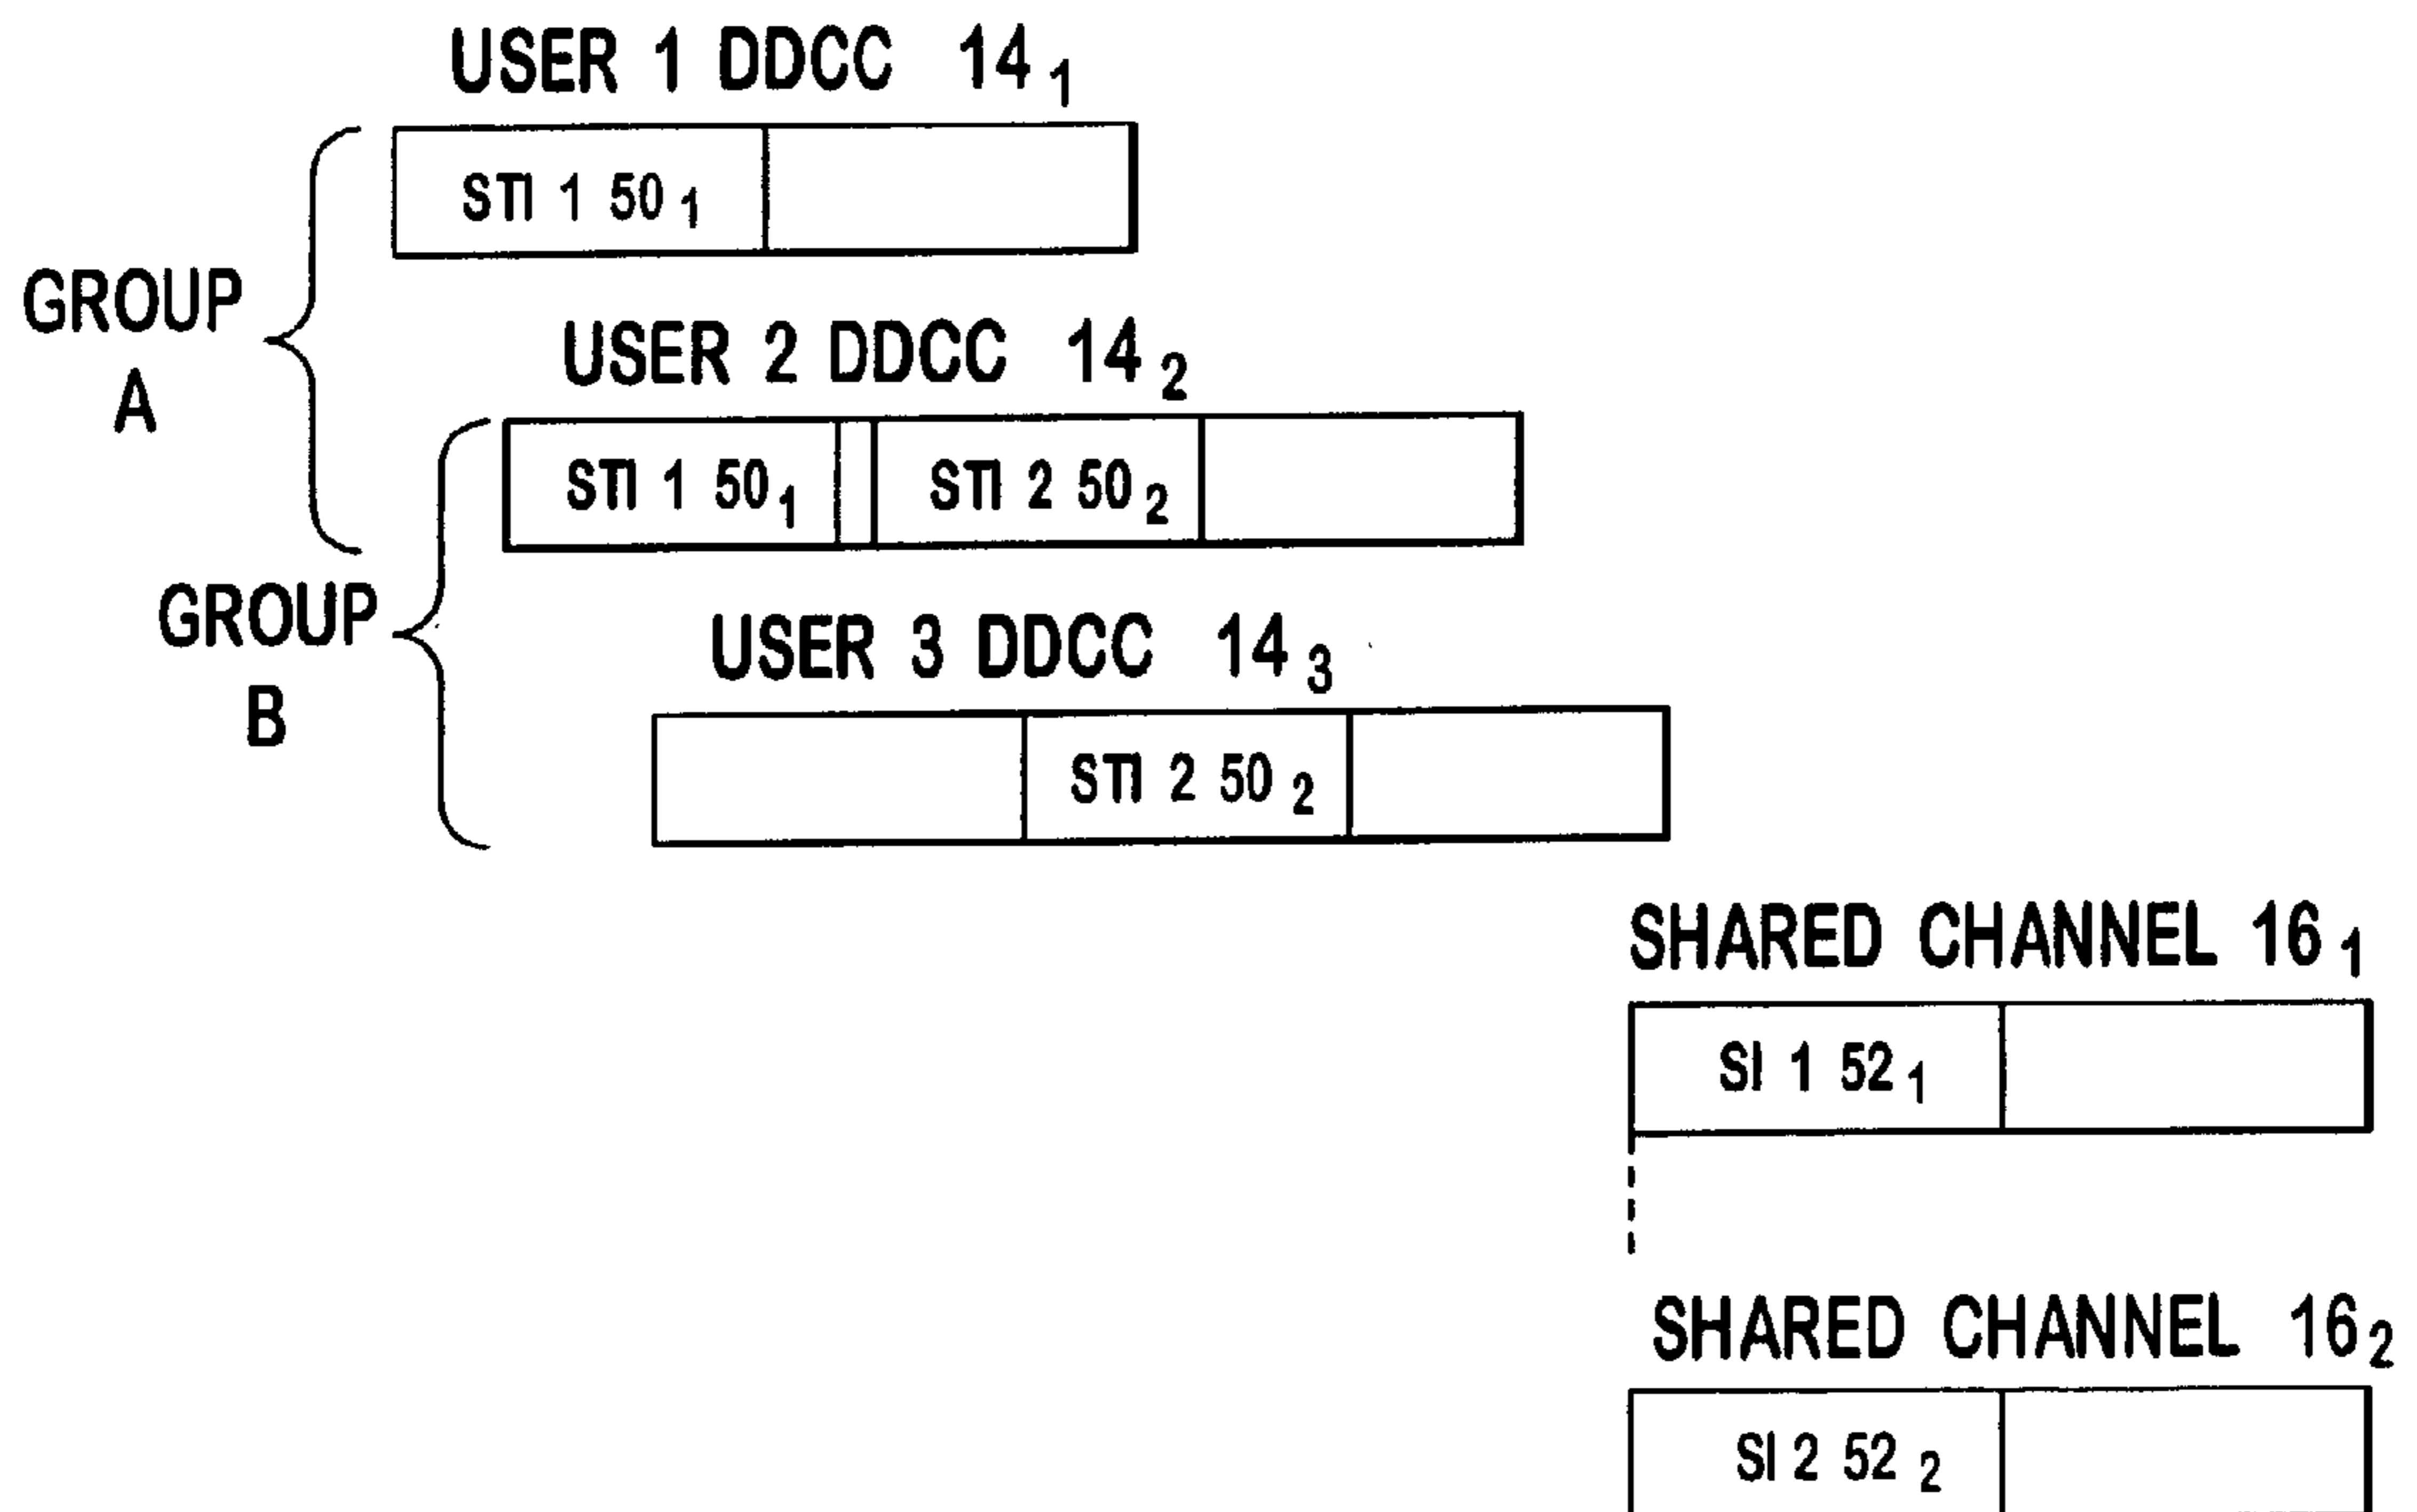 USER 1 DDCC 14 1
STI 1 50 1
GROUP
A
USER 2 DDCC 14 2
STI 1 50 1
STI 2 50 2
GROUP
B
USER 3 DDCC 14 3
STI 2 50 2
SHARED CHANNEL 16 1
SI 1 52 1
SHARED CHANNEL 16 2
SI 2 52 2